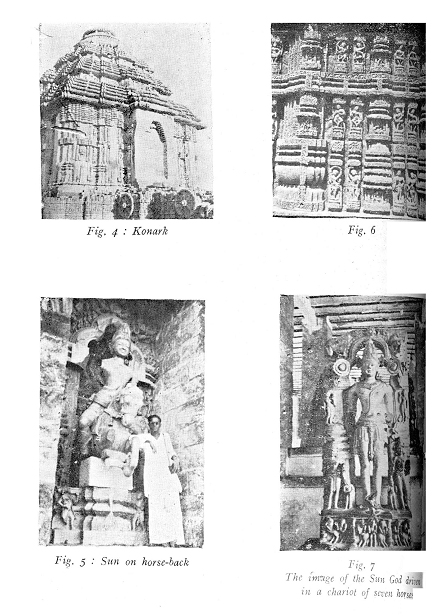 Fig. 4 : Konark
Fig. 6
Fig. 5 : Sun on horse-back
Fig. 7
The image of the Sun God driven
in a chariot of seven horses